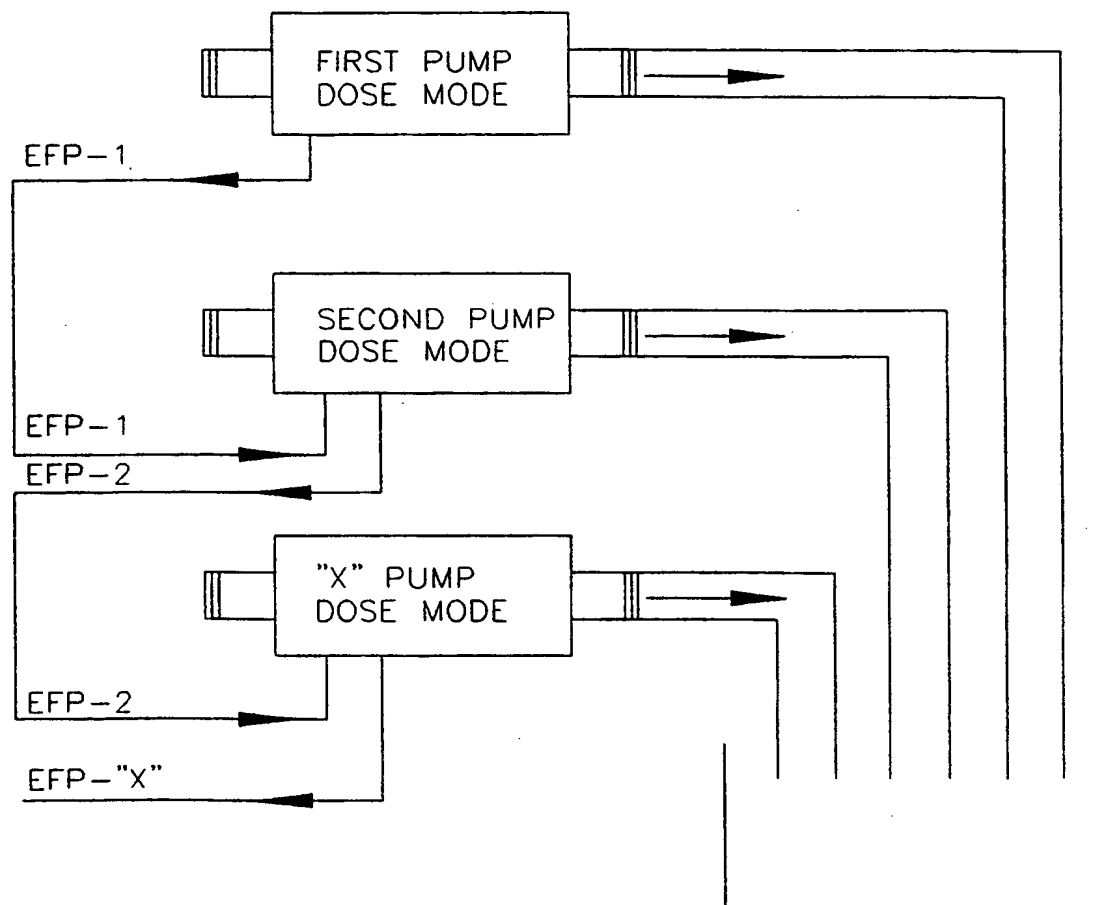 FIRST PUMP
DOSE MODE
EFP-1
SECOND PUMP
DOSE MODE
EFP-1
EFP-2
"X" PUMP
DOSE MODE
EFP-2
EFP-"X"